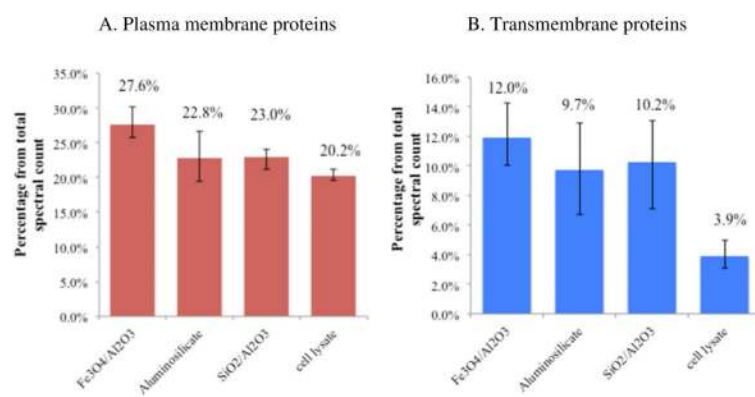 A. Plasma membrane proteins
Percentage from total
spectral count
35.0%
30.0%
25.0%
20.0%
15.0%
10.0%
5.0%
0.0%
27.6%
22.8%
23.0%
20.2%
Fe3O4/Al2O3
Aluminosilicate
SiO2/Al2O3
cell lysate
B. Transmembrane proteins
Percentage from total
spectral count
16.0%
14.0%
12.0%
10.0%
8.0%
6.0%
4.0%
2.0%
0.0%
12.0%
9.7%
10.2%
3.9%
Fe3O4/Al2O3
Aluminosilicate
SiO2/Al2O3
cell lysate